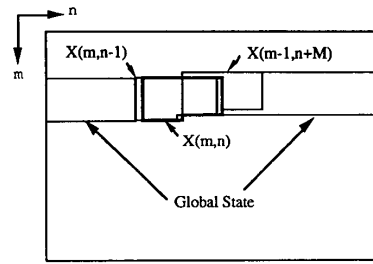 n
m
X(m,n-1)
X(m-1,n+M)
X(m,n)
Global State